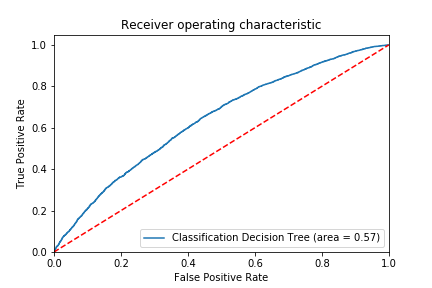 Receiver operating characteristic
True Positive Rate
1.0
0.8
0.6
0.4
0.2
0.0
Classification Decision Tree (area = 0.57)
0.0 0.2 0.4 0.6 0.8 1.0
False Positive Rate